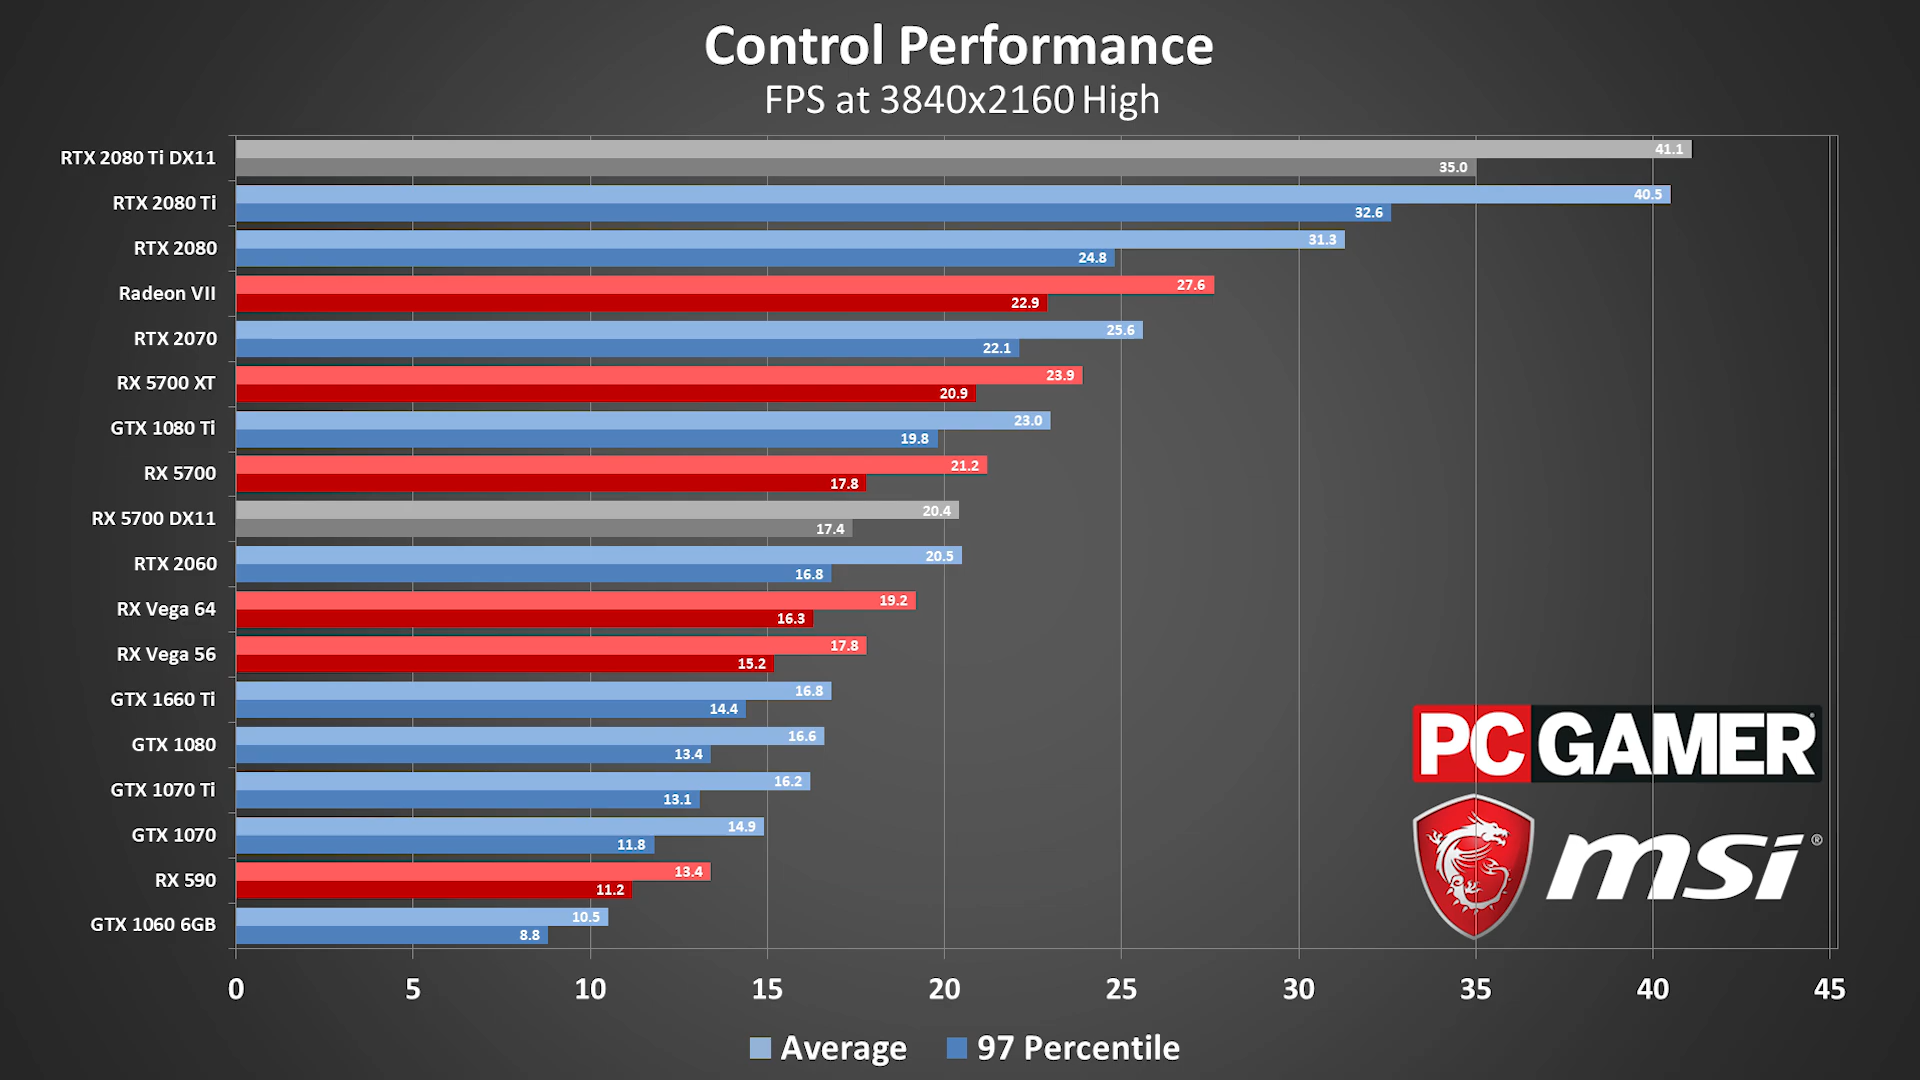 Control Performance
FPS at 3840x2160 High
RTX 2080 Ti DX11 41.1
35.0
RTX 2080 Ti 40.5
32.6
RTX 2080 31.3
24.8
Radeon VII 27.6
22.9
RTX 2070 25.6
22.1
RX 5700 XT 23.9
20.9
GTX 1080 Ti 23.0
19.8
RX 5700 21.2
17.8
RX 5700 DX11 20.4
17.4
RTX 2060 20.5
16.8
RX Vega 64 19.2
16.3
RX Vega 56 17.8
15.2
GTX 1660 Ti 16.8
14.4
GTX 1080 16.6
13.4
GTX 1070 Ti 16.2
13.1
GTX 1070 14.9
11.8
RX 590 13.4
11.2
GTX 1060 6GB 10.5
8.8
PC GAMER
msi®
0 5 10 15 20 25 30 35 40 45
Average 97 Percentile